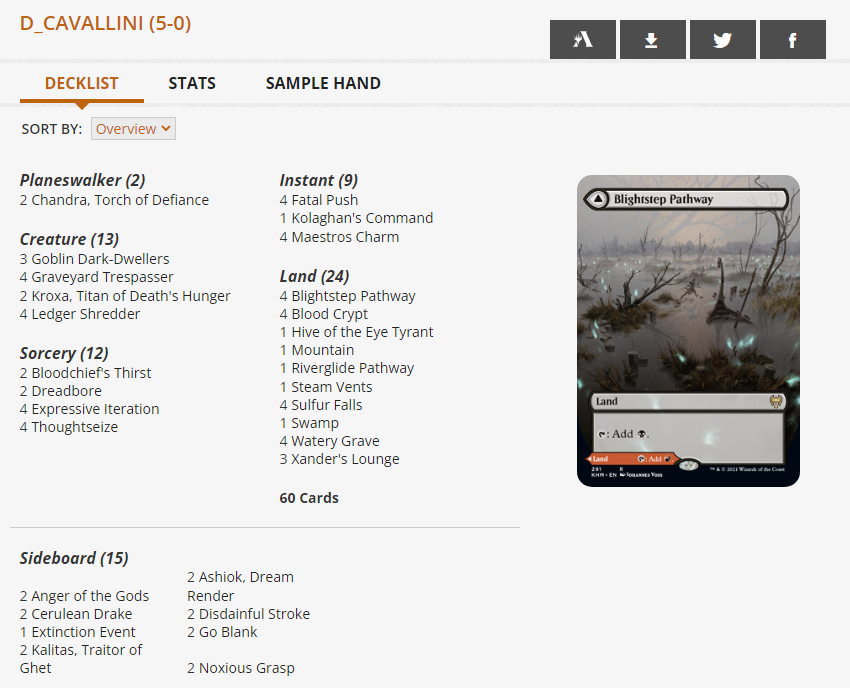 D_CAVALLINI (5-0)
DECKLIST
STATS
SAMPLE HAND
SORT BY: Overview
Planeswalker (2)
2 Chandra, Torch of Defiance
Creature (13)
3 Goblin Dark-Dwellers
4 Graveyard Trespasser
2 Kroxa, Titan of Death's Hunger
4 Ledger Shredder
Sorcery (12)
2 Bloodchief's Thirst
2 Dreadbore
4 Expressive Iteration
4 Thoughtseize
Instant (9)
4 Fatal Push
1 Kolaghan's Command
4 Maestros Charm
Land (24)
4 Blightstep Pathway
4 Blood Crypt
1 Hive of the Eye Tyrant
1 Mountain
1 Riverglide Pathway
1 Steam Vents
4 Sulfur Falls
1 Swamp
4 Watery Grave
3 Xander's Lounge
60 Cards
Blightstep Pathway
Land
: Add .
Land : Add
291 R
KHM • EN Johannes Voss
™ & © 2021 Wizards of the Coast
Sideboard (15)
2 Anger of the Gods
2 Cerulean Drake
1 Extinction Event
2 Kalitas, Traitor of
Ghet
2 Ashiok, Dream
Render
2 Disdainful Stroke
2 Go Blank
2 Noxious Grasp